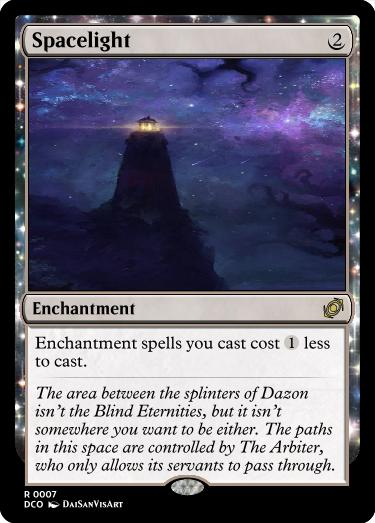 Spacelight 2
Enchantment
Enchantment spells you cast cost 1 less
to cast.
The area between the splinters of Dazon
isn't the Blind Eternities, but it isn't
somewhere you want to be either. The paths
in this space are controlled by The Arbiter,
who only allows its servants to pass through.
R 0007
DCO DaiSanVisArt